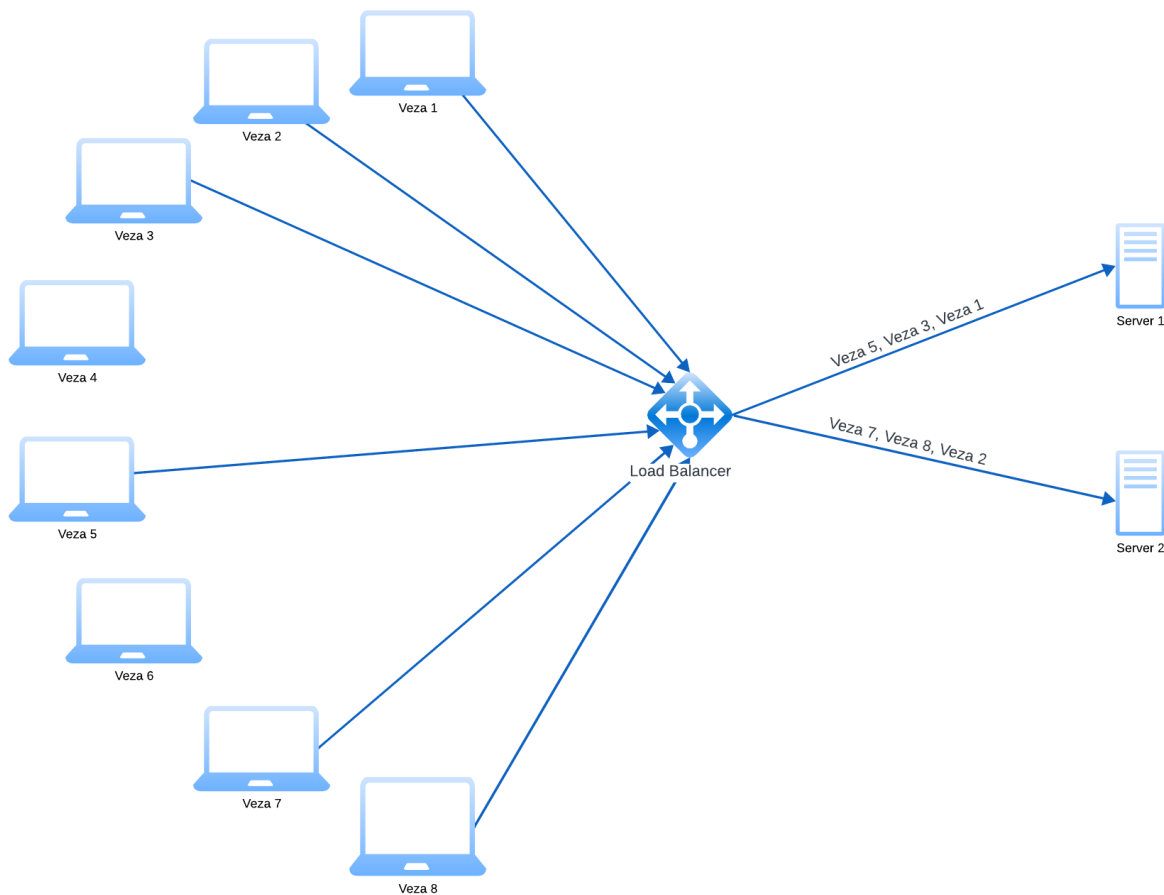 Veza 1
Veza 2
Veza 3
Veza 4
Veza 5
Veza 6
Veza 7
Veza 8
Load Balancer
Veza 5, Veza 3, Veza 1
Veza 7, Veza 8, Veza 2
Server 1
Server 2